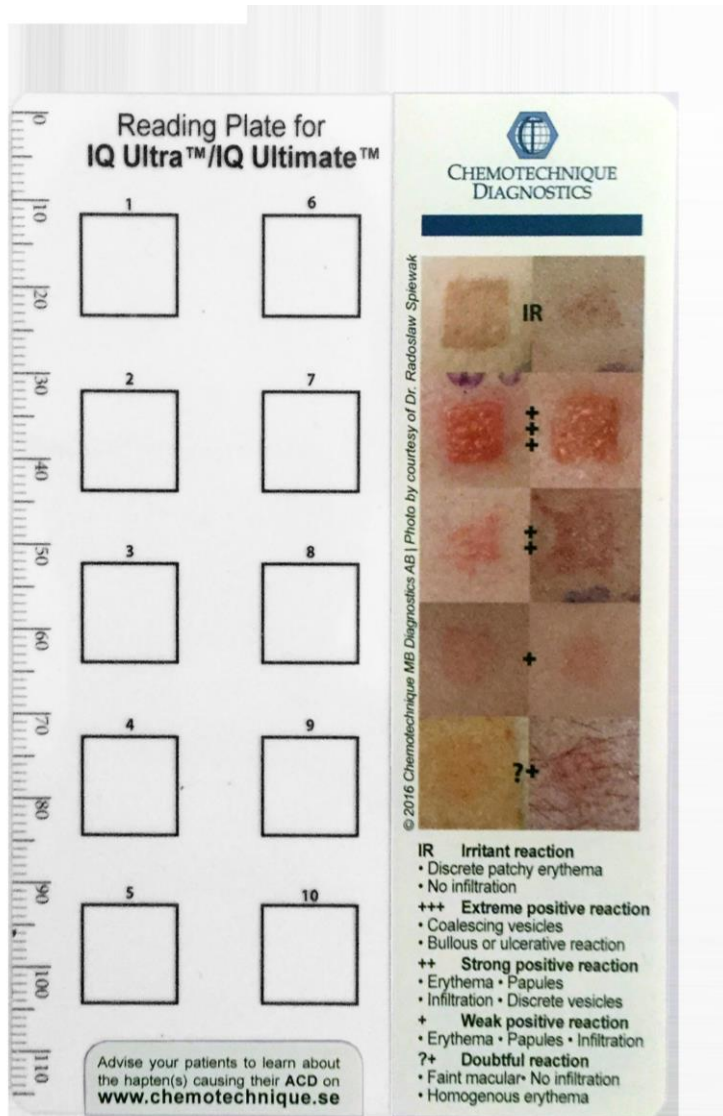 Reading Plate for
IQ Ultra™/IQ Ultimate™
0
10
20
30
40
50
60
70
80
90
100
110
1
6
2
7
3
8
4
9
5
10
Advise your patients to learn about
the hapten(s) causing their ACD on
www.chemotechnique.se
CHEMOTECHNIQUE
DIAGNOSTICS
© 2016 Chemotechnique MB Diagnostics AB | Photo by courtesy of Dr. Radoslaw Spiewak
IR
+++
++
+
?+
IR Irritant reaction
• Discrete patchy erythema
• No infiltration
+++ Extreme positive reaction
• Coalescing vesicles
• Bullous or ulcerative reaction
++ Strong positive reaction
• Erythema • Papules
• Infiltration • Discrete vesicles
+ Weak positive reaction
• Erythema • Papules • Infiltration
?+ Doubtful reaction
• Faint macular• No infiltration
• Homogenous erythema